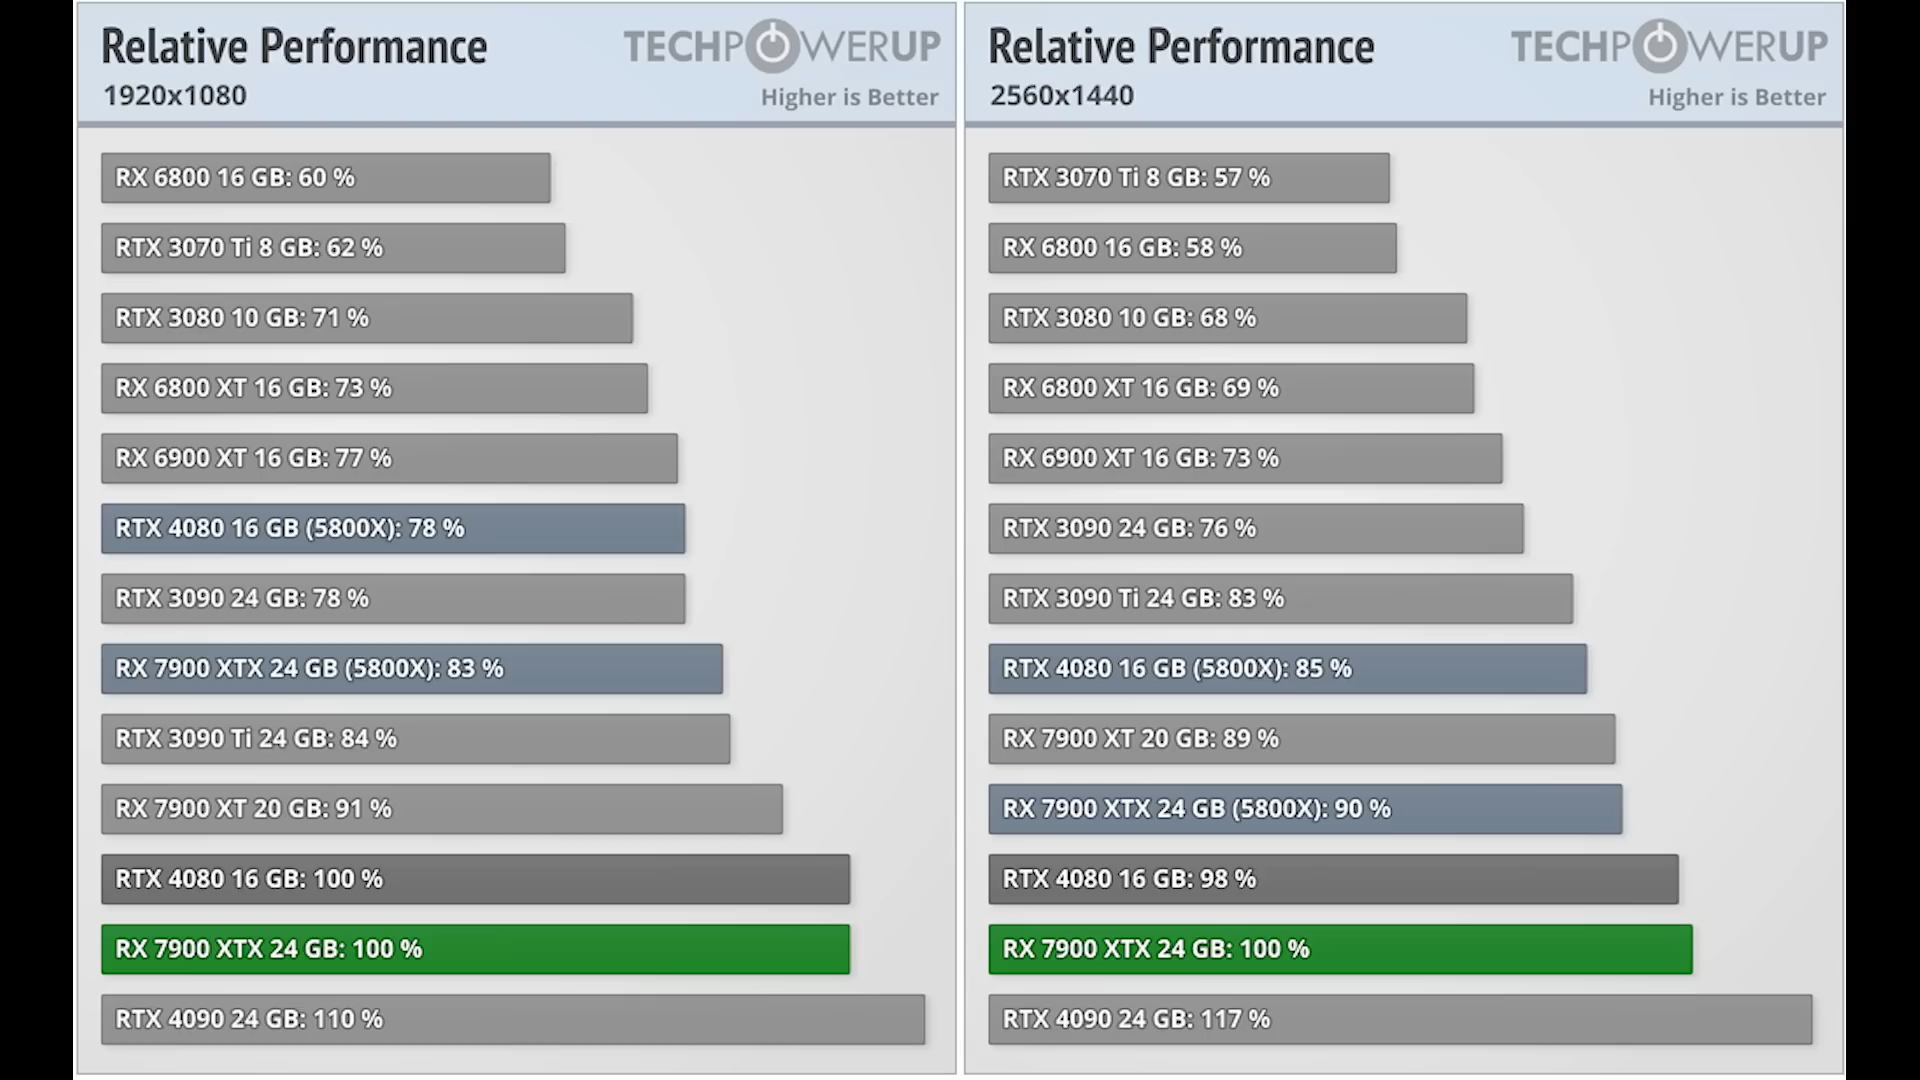 Relative Performance
TECHPOWERUP
1920x1080
Higher is Better
RX 6800 16 GB: 60 %
RTX 3070 Ti 8 GB: 62 %
RTX 3080 10 GB: 71 %
RX 6800 XT 16 GB: 73 %
RX 6900 XT 16 GB: 77 %
RTX 4080 16 GB (5800X): 78 %
RTX 3090 24 GB: 78 %
RX 7900 XTX 24 GB (5800X): 83 %
RTX 3090 Ti 24 GB: 84 %
RX 7900 XT 20 GB: 91 %
RTX 4080 16 GB: 100 %
RX 7900 XTX 24 GB: 100 %
RTX 4090 24 GB: 110 %
Relative Performance
TECHPOWERUP
2560x1440
Higher is Better
RTX 3070 Ti 8 GB: 57 %
RX 6800 16 GB: 58 %
RTX 3080 10 GB: 68 %
RX 6800 XT 16 GB: 69 %
RX 6900 XT 16 GB: 73 %
RTX 3090 24 GB: 76 %
RTX 3090 Ti 24 GB: 83 %
RTX 4080 16 GB (5800X): 85 %
RX 7900 XT 20 GB: 89 %
RX 7900 XTX 24 GB (5800X): 90 %
RTX 4080 16 GB: 98 %
RX 7900 XTX 24 GB: 100 %
RTX 4090 24 GB: 117 %